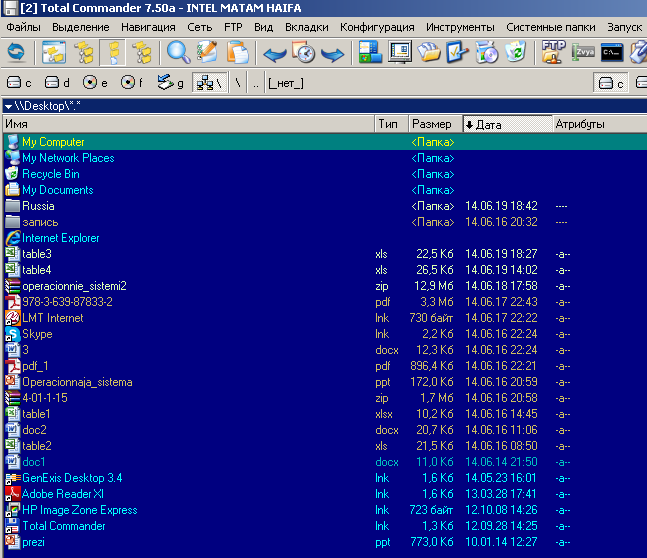 [2] Total Commander 7.50a - INTEL MATAM HAIFA
Файлы Выделение Навигация Сеть FTP Вид Вкладки Конфигурация Инструменты Системные папки Запуск
FTP Zvya
c d e f g \ \ .. [_нет_] c
\\Desktop\*.*
Имя Тип Размер Дата Атрибуты
My Computer <Папка>
My Network Places <Папка>
Recycle Bin <Папка>
My Documents <Папка>
Russia <Папка> 14.06.19 18:42 ----
запись <Папка> 14.06.16 20:32 ----
Internet Explorer
table3 xls 22,5 Кб 14.06.19 18:27 -a--
table4 xls 26,5 Кб 14.06.19 14:02 -a--
operacionnie_sistemi2 zip 12,9 Мб 14.06.18 17:58 -a--
978-3-639-87833-2 pdf 3,3 Мб 14.06.17 22:43 -a--
LMT Internet lnk 730 байт 14.06.17 22:22 -a--
Skype lnk 2,2 Кб 14.06.16 22:24 -a--
3 docx 12,3 Кб 14.06.16 22:24 -a--
pdf_1 pdf 896,4 Кб 14.06.16 22:21 -a--
Operacionnaja_sistema ppt 172,0 Кб 14.06.16 20:59 -a--
4-01-1-15 zip 1,7 Мб 14.06.16 20:58 -a--
table1 xlsx 10,2 Кб 14.06.16 14:45 -a--
doc2 docx 20,7 Кб 14.06.16 11:06 -a--
table2 xls 21,5 Кб 14.06.16 08:50 -a--
doc1 docx 11,0 Кб 14.06.14 21:50 -a--
GenExis Desktop 3.4 lnk 1,6 Кб 14.05.23 16:01 -a--
Adobe Reader XI lnk 1,6 Кб 13.03.28 17:41 -a--
HP Image Zone Express lnk 723 байт 12.10.08 14:26 -a--
Total Commander lnk 1,3 Кб 12.09.28 14:25 -a--
prezi ppt 773,0 Кб 10.01.14 12:27 -a--